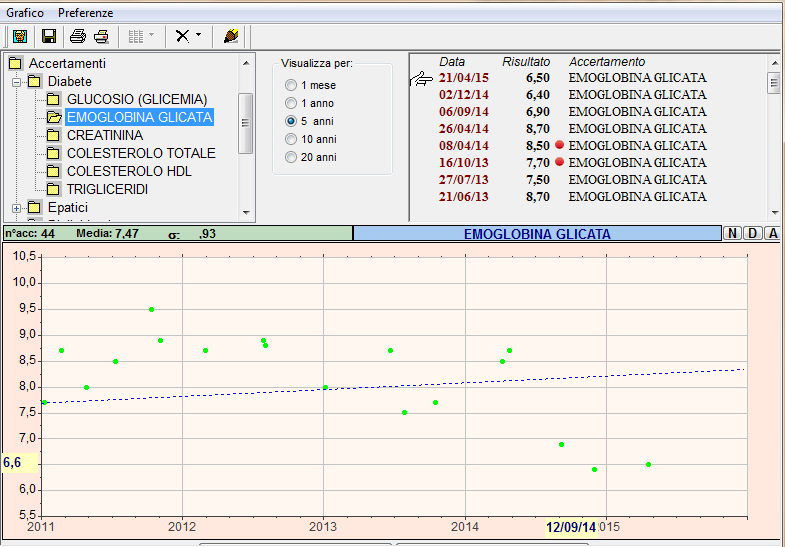 Grafico Preferenze
Accertamenti
Diabete
GLUCOSIO (GLICEMIA)
EMOGLOBINA GLICATA
CREATININA
COLESTEROLO TOTALE
COLESTEROLO HDL
TRIGLICERIDI
Epatici
Visualizza per:
1 mese
1 anno
5 anni
10 anni
20 anni
Data Risultato Accertamento
21/04/15 6,50 EMOGLOBINA GLICATA
02/12/14 6,40 EMOGLOBINA GLICATA
06/09/14 6,90 EMOGLOBINA GLICATA
26/04/14 8,70 EMOGLOBINA GLICATA
08/04/14 8,50 EMOGLOBINA GLICATA
16/10/13 7,70 EMOGLOBINA GLICATA
27/07/13 7,50 EMOGLOBINA GLICATA
21/06/13 8,70 EMOGLOBINA GLICATA
n°acc: 44 Media: 7,47 σ: ,93 EMOGLOBINA GLICATA N D A
10,5
10,0
9,5
9,0
8,5
8,0
7,5
7,0
6,6
6,0
5,5
2011 2012 2013 2014 12/09/14 015